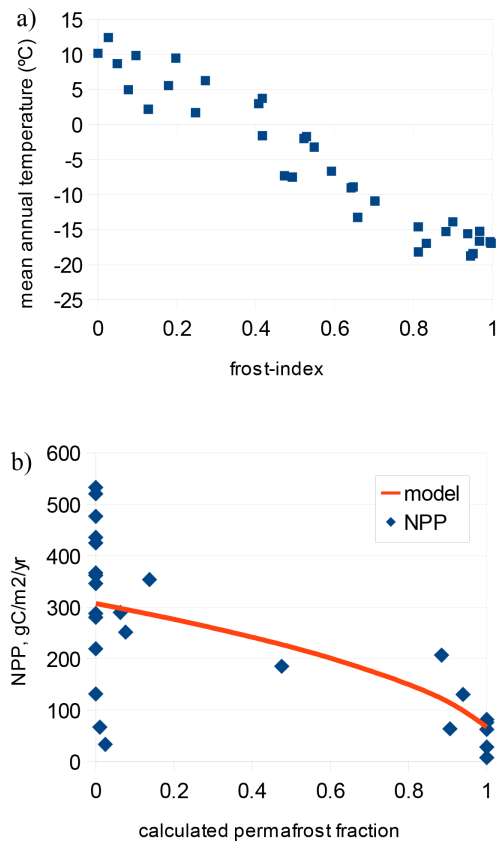 a)
mean annual temperature (ºC)
15
10
5
0
-5
-10
-15
-20
-25
0 0.2 0.4 0.6 0.8 1
frost-index
b)
NPP, gC/m2/yr
600
500
400
300
200
100
0
model
NPP
0 0.2 0.4 0.6 0.8 1
calculated permafrost fraction